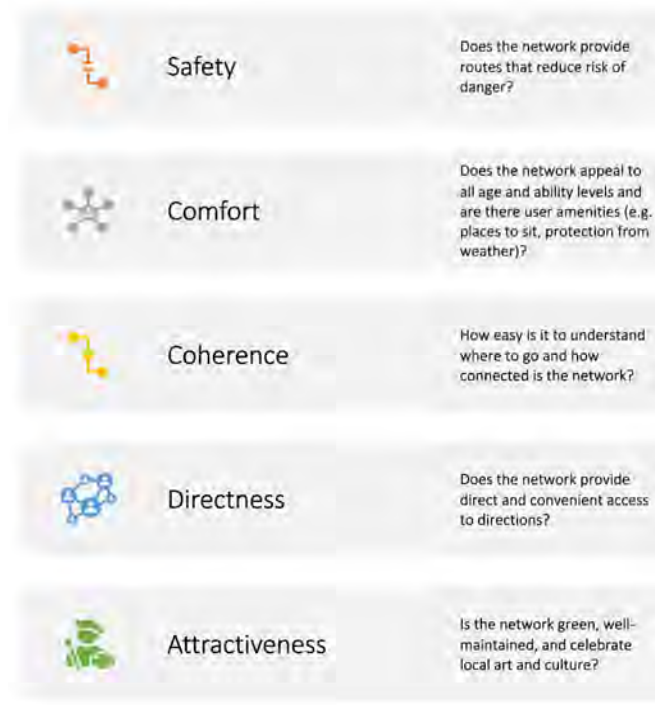 Safety
Does the network provide
routes that reduce risk of
danger?
Comfort
Does the network appeal to
all age and ability levels and
are there user amenities (e.g.
places to sit, protection from
weather)?
Coherence
How easy is it to understand
where to go and how
connected is the network?
Directness
Does the network provide
direct and convenient access
to directions?
Attractiveness
Is the network green, well-
maintained, and celebrate
local art and culture?